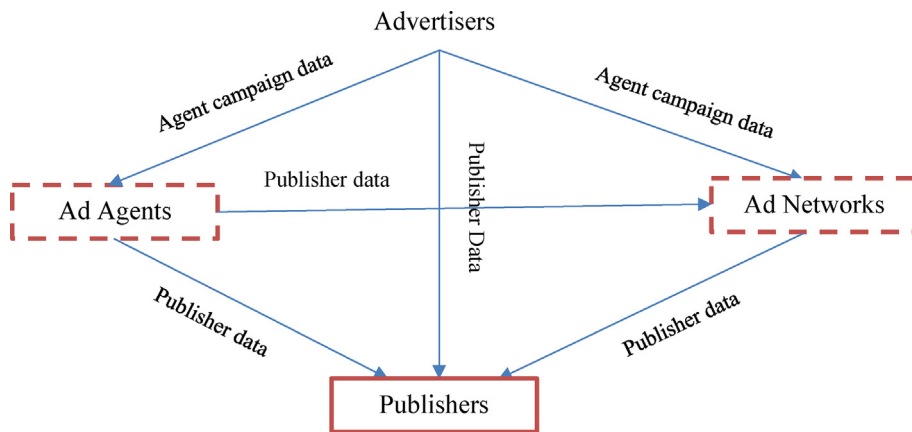 Advertisers
Agent campaign data
Agent campaign data
Publisher data
Publisher Data
Ad Agents
Ad Networks
Publisher data
Publisher data
Publishers